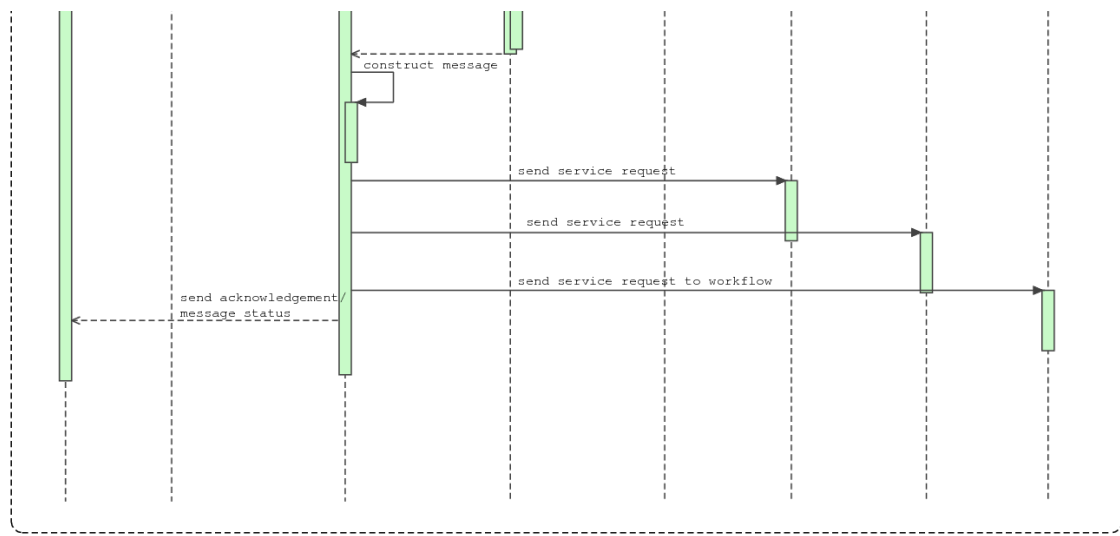 construct message
send service request
send service request
send service request to workflow
send acknowledgement/
message status